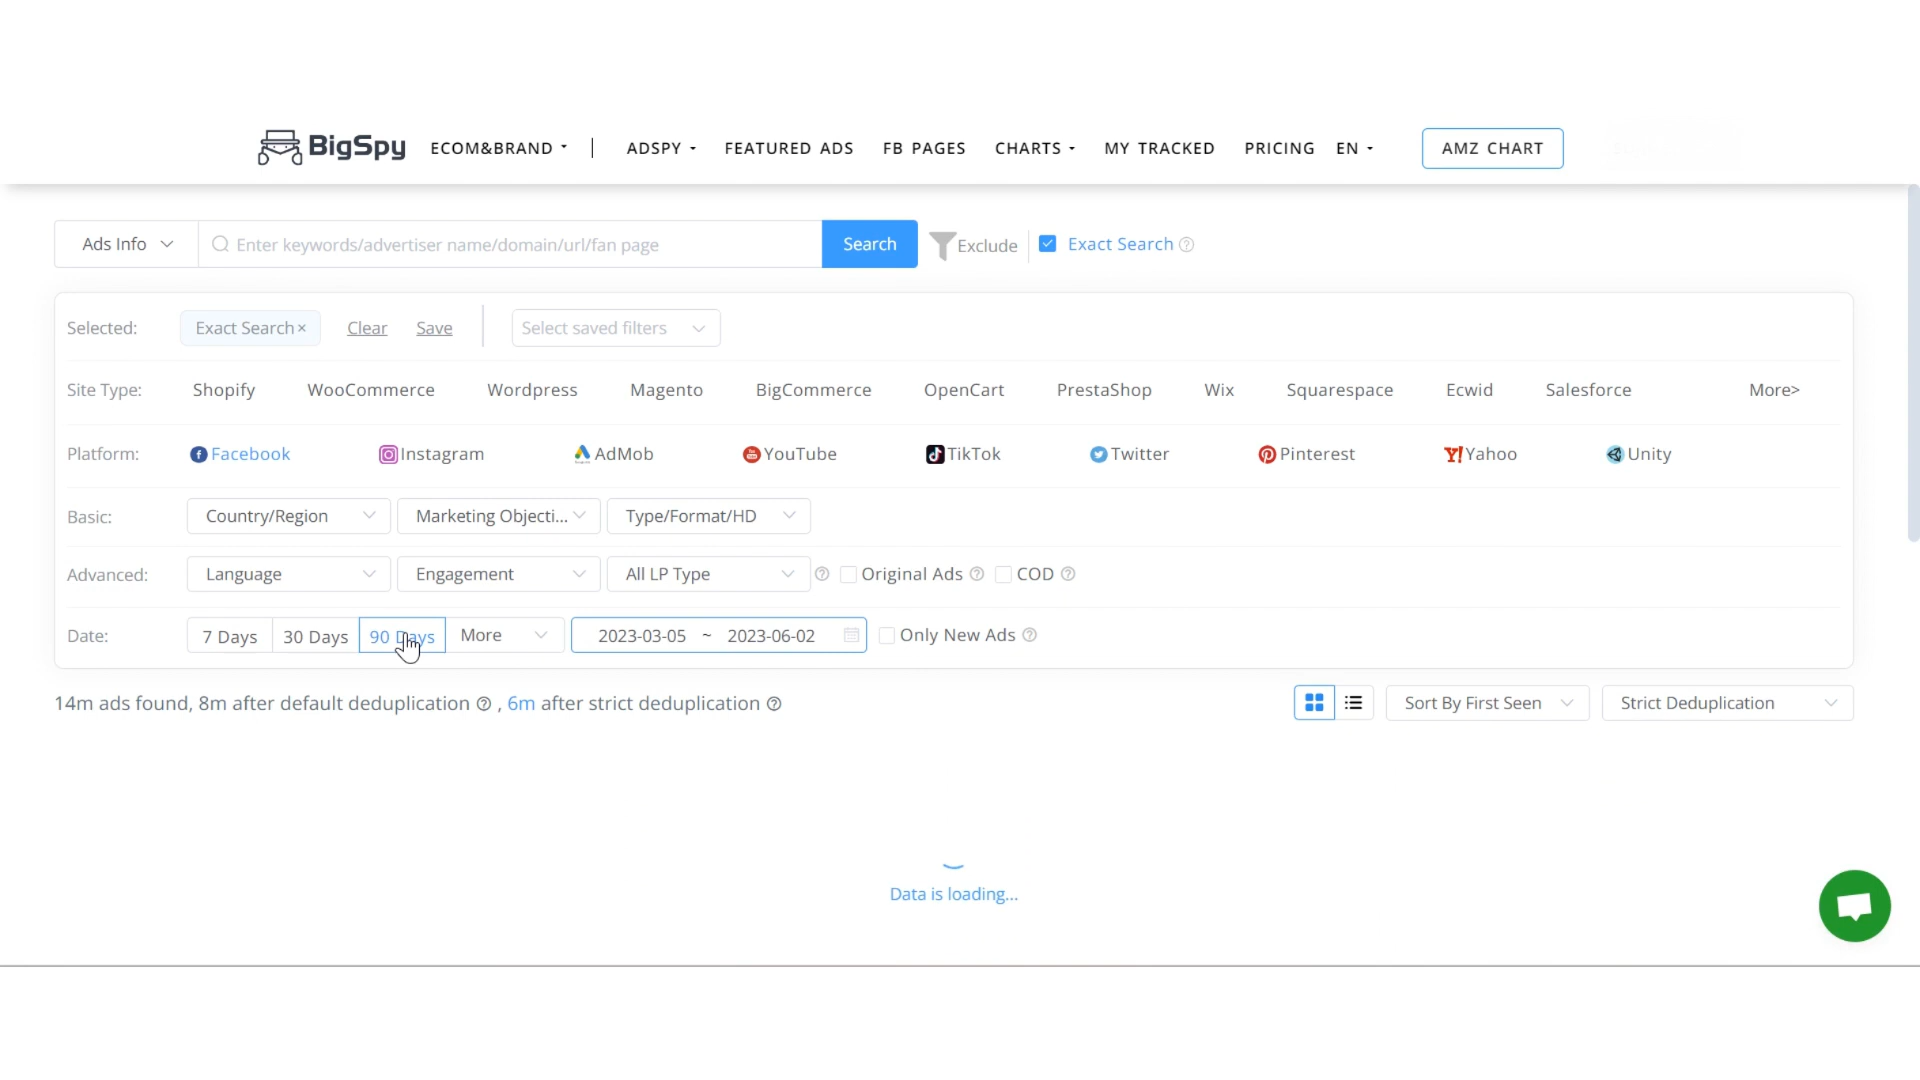 BigSpy ECOM&BRAND ADSPY FEATURED ADS FB PAGES CHARTS MY TRACKED PRICING EN AMZ CHART
Ads Info Enter keywords/advertiser name/domain/url/fan page Search Exclude Exact Search
Selected: Exact Search× Clear Save Select saved filters
Site Type: Shopify WooCommerce Wordpress Magento BigCommerce OpenCart PrestaShop Wix Squarespace Ecwid Salesforce More>
Platform: Facebook Instagram AdMob YouTube TikTok Twitter Pinterest Yahoo Unity
Basic: Country/Region Marketing Objecti... Type/Format/HD
Advanced: Language Engagement All LP Type Original Ads COD
Date: 7 Days 30 Days 90 Days More 2023-03-05 ~ 2023-06-02 Only New Ads
14m ads found, 8m after default deduplication , 6m after strict deduplication Sort By First Seen Strict Deduplication
Data is loading...